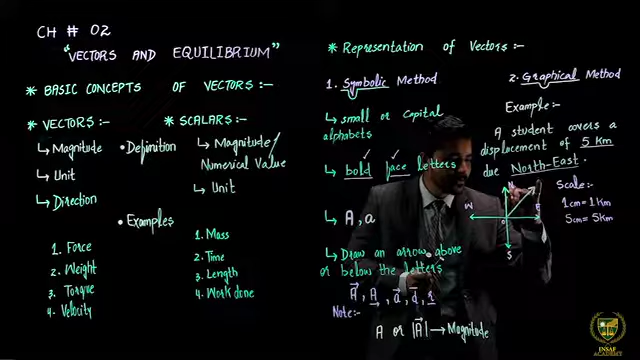 CH # 02
"VECTORS AND EQUILIBRIUM"
* BASIC CONCEPTS OF VECTORS:-
* VECTORS:-
↳ Magnitude
↳ Unit
↳ Direction
• Definition
• Examples
1. Force
2. Weight
3. Torque
4. Velocity
* SCALARS:-
↳ Magnitude/
Numerical Value
↳ Unit
1. Mass
2. Time
3. Length
4. Work done
* Representation of Vectors:-
1. Symbolic Method
↳ small or capital
alphabets
↳ bold face letters
↳ A, a
↳ Draw an arrow above
or below the letters
A, A, a, d, r
Note:-
A or |A| → Magnitude
2. Graphical Method
Example:-
A student covers a
displacement of 5 Km
due North-East.
Scale:-
1cm = 1Km
5cm = 5Km
N
W
E
O
S
INSAF
ACADEMY